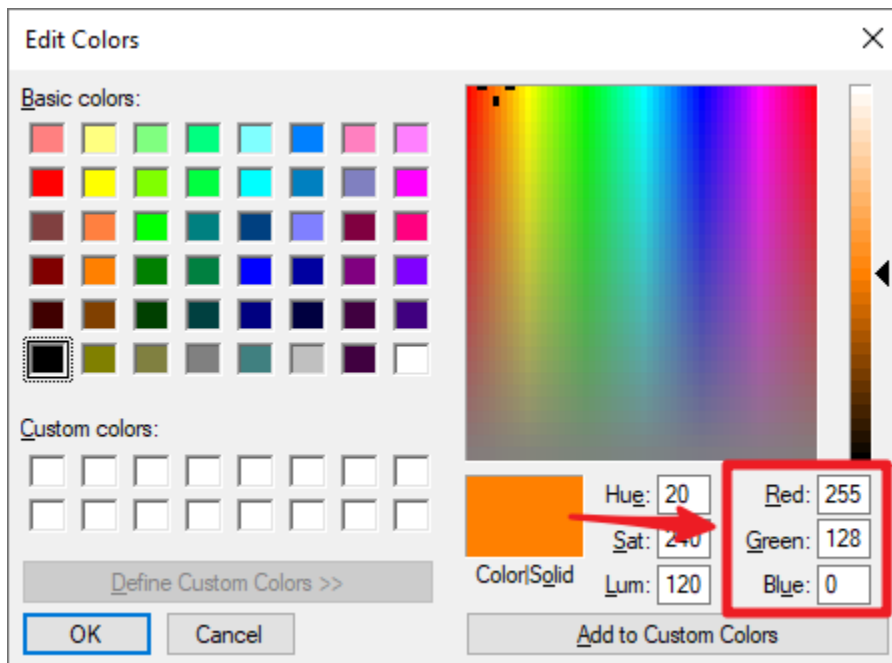 Edit Colors
Basic colors:
Custom colors:
Define Custom Colors >>
OK
Cancel
Color|Solid
Hue: 20
Sat: 240
Lum: 120
Red: 255
Green: 128
Blue: 0
Add to Custom Colors